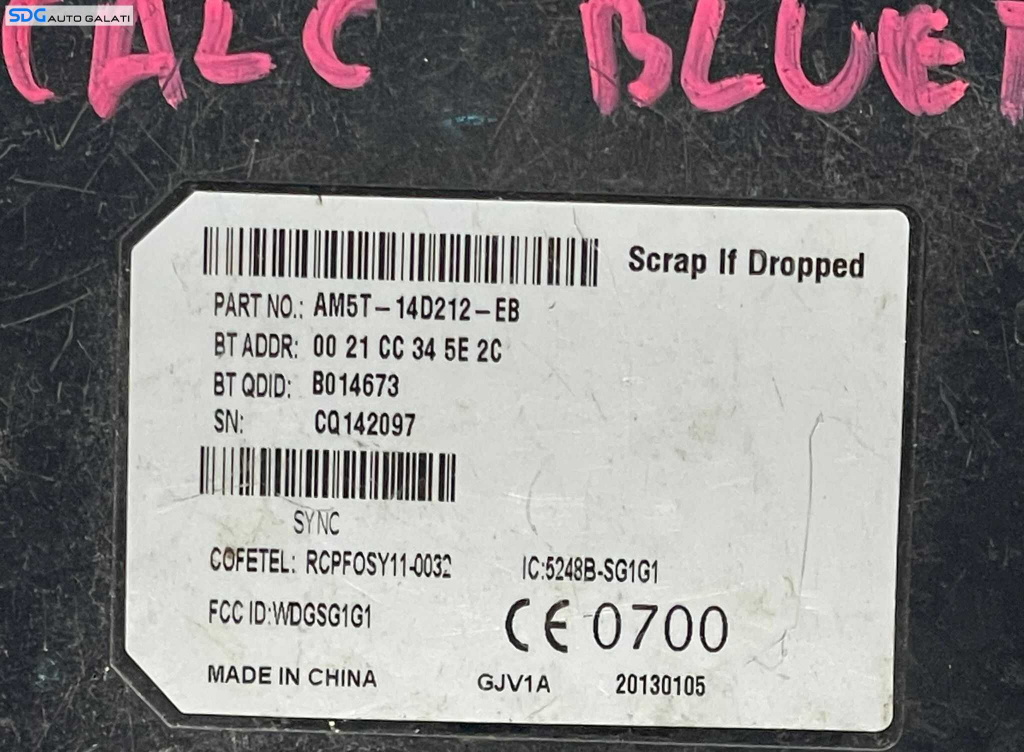 SDG AUTO GALATI
CALC BLUET
Scrap If Dropped
PART NO.: AM5T-14D212-EB
BT ADDR: 00 21 CC 34 5E 2C
BT QDID: B014673
SN: CQ142097
SYNC
COFETEL: RCPFOSY11-0032 IC:5248B-SG1G1
FCC ID:WDGSG1G1 CE 0700
MADE IN CHINA GJV1A 20130105